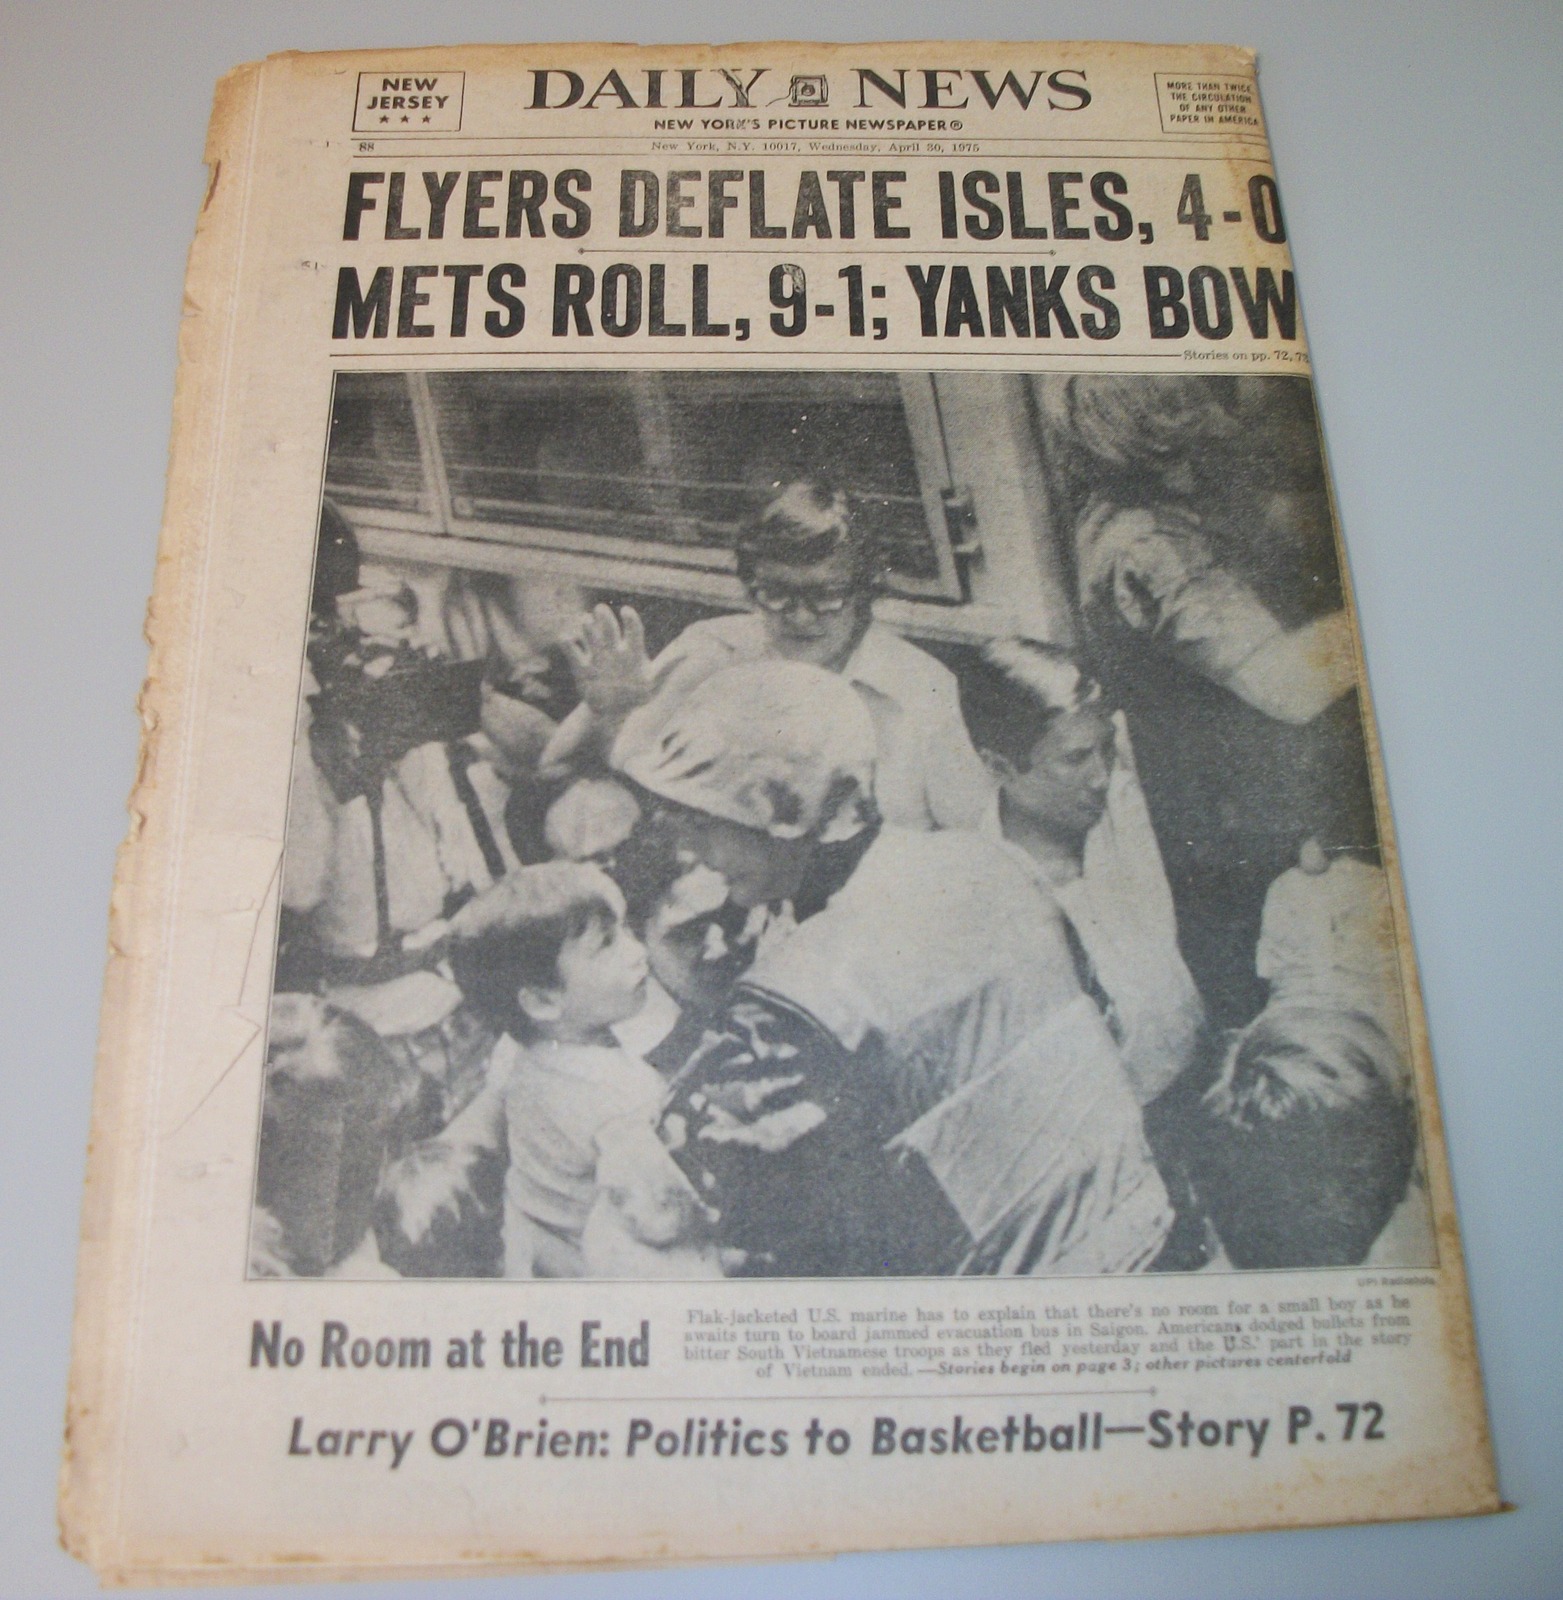 NEW
JERSEY
★ ★ ★
DAILY NEWS
NEW YORK'S PICTURE NEWSPAPER®
MORE THAN TWICE
THE CIRCULATION
OF ANY OTHER
PAPER IN AMERICA
88
New York, N.Y. 10017, Wednesday, April 30, 1975
FLYERS DEFLATE ISLES, 4-0
METS ROLL, 9-1; YANKS BOW
Stories on pp. 72, 73
UPI Radiophoto
No Room at the End
Flak-jacketed U.S. marine has to explain that there's no room for a small boy as he
awaits turn to board jammed evacuation bus in Saigon. Americans dodged bullets from
bitter South Vietnamese troops as they fled yesterday and the U.S.' part in the story
of Vietnam ended. —Stories begin on page 3; other pictures centerfold
Larry O'Brien: Politics to Basketball—Story P. 72